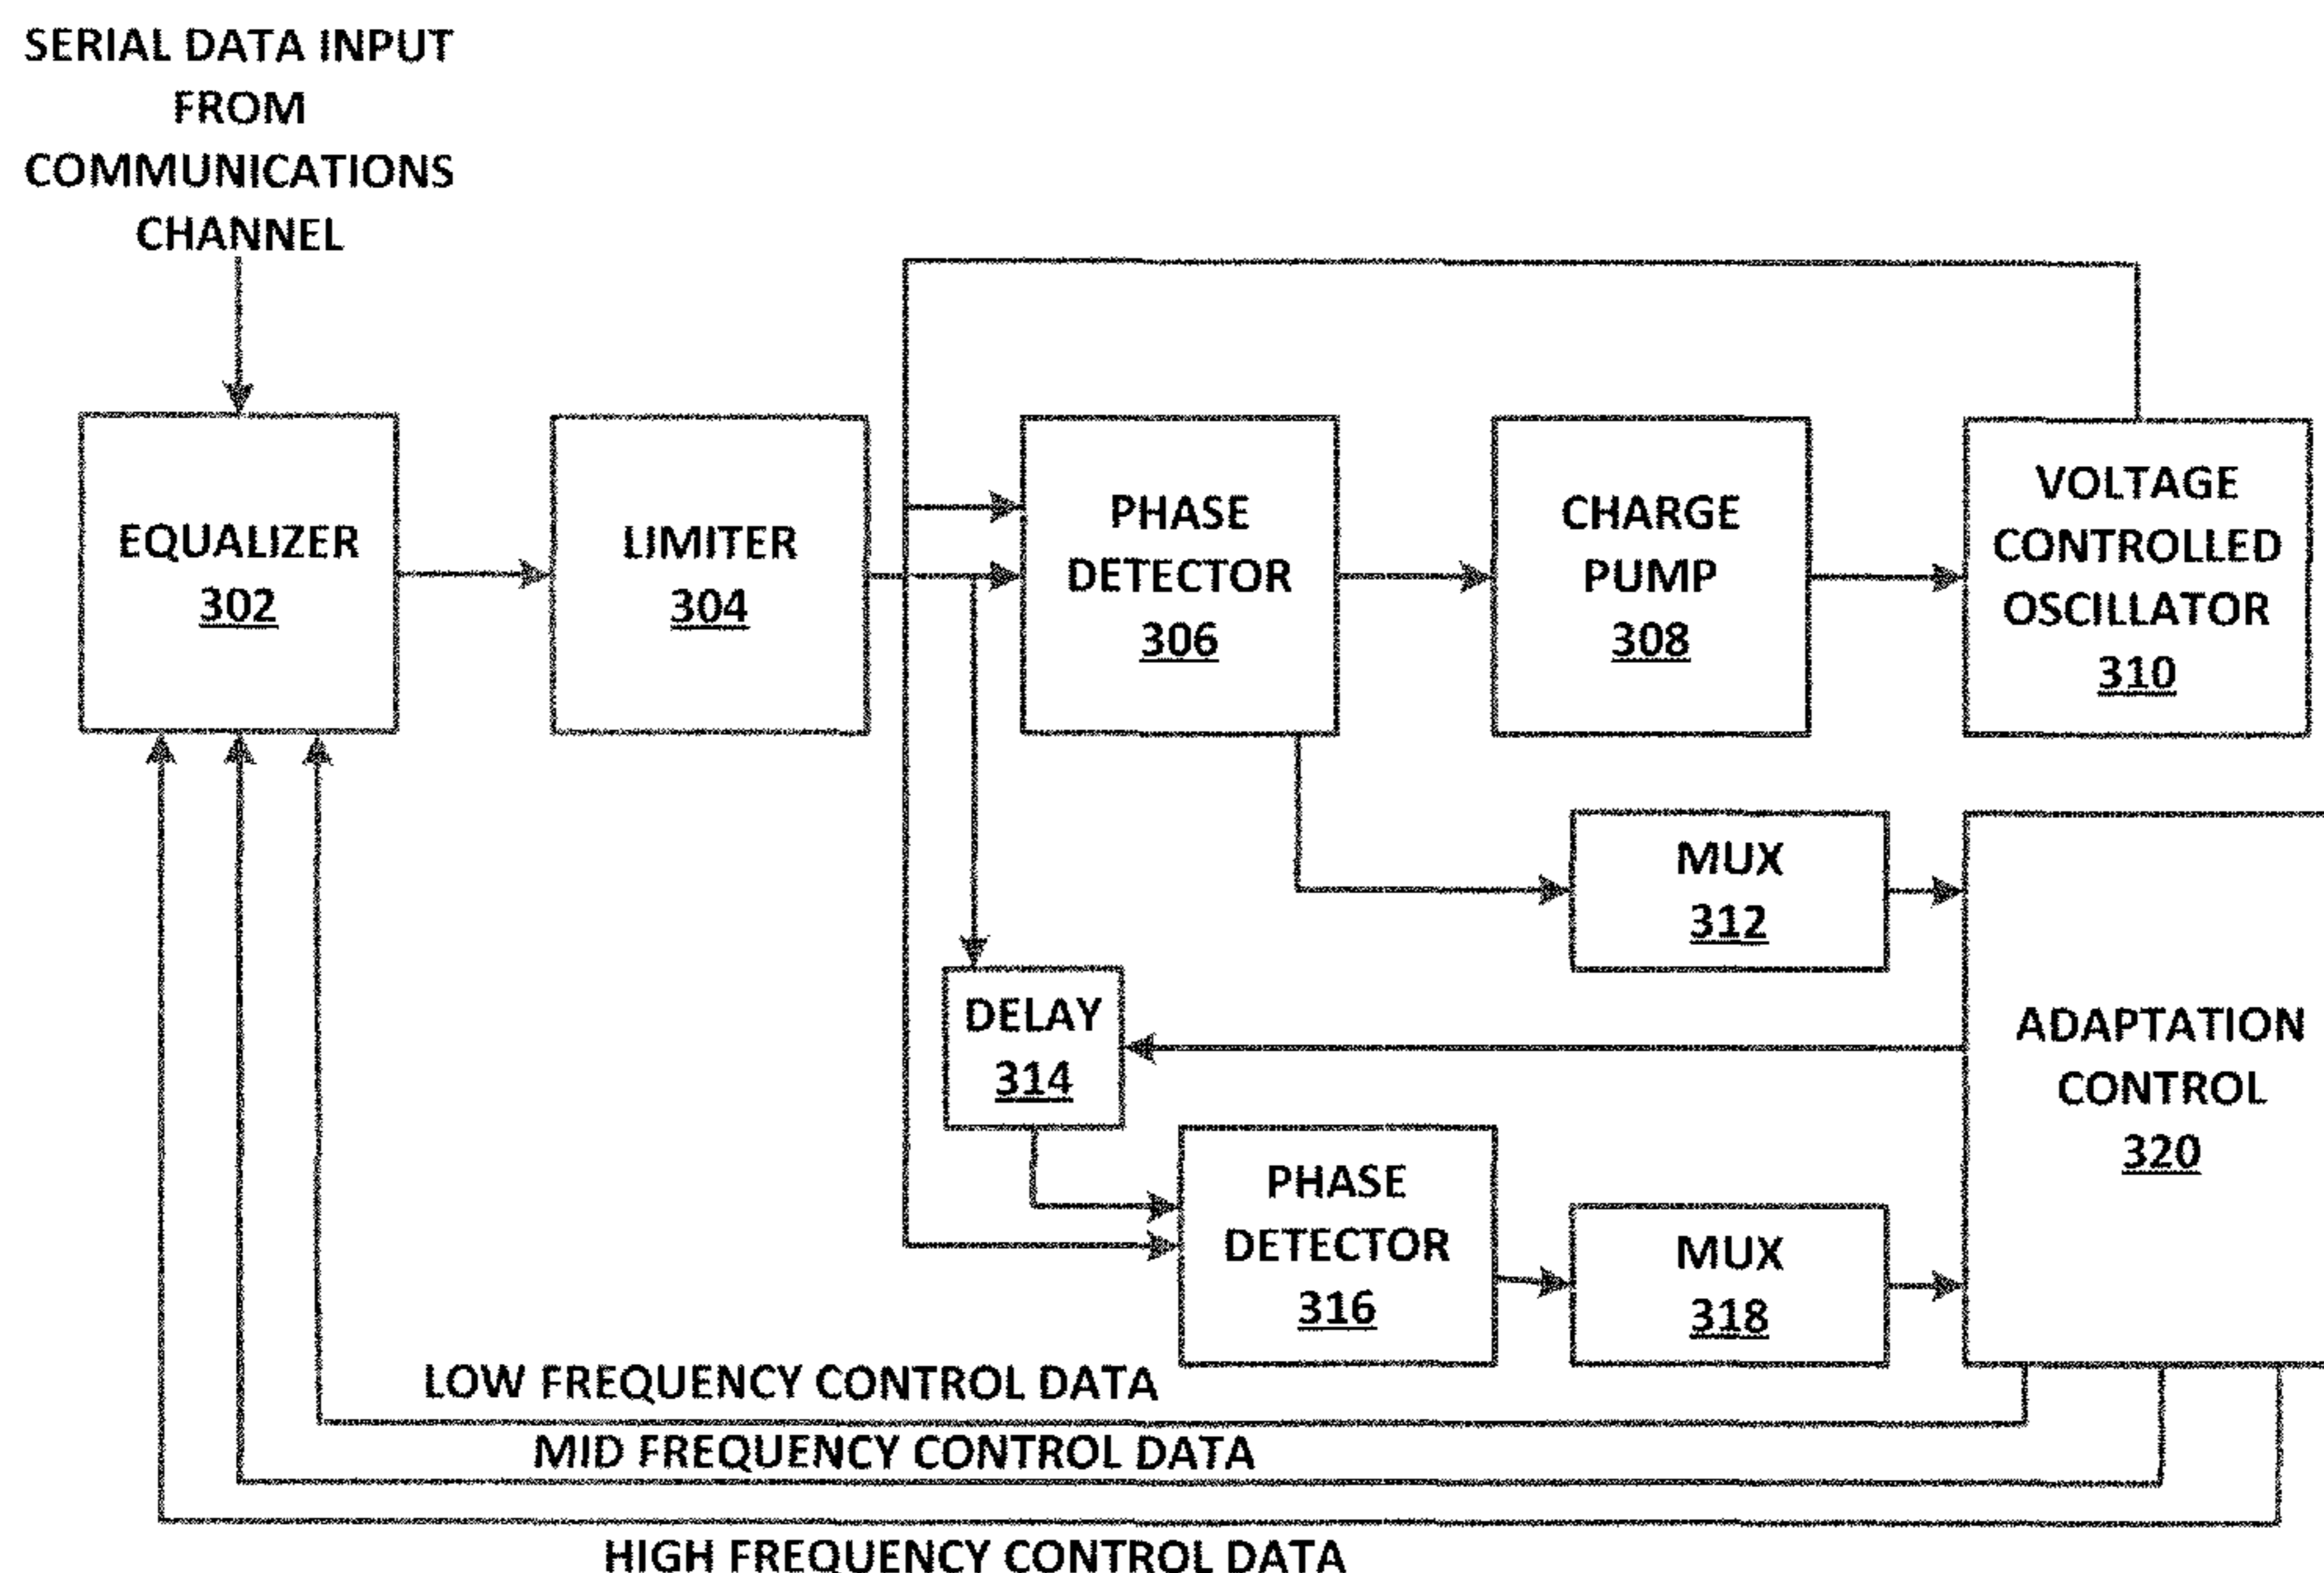 SERIAL DATA INPUT
FROM
COMMUNICATIONS
CHANNEL
EQUALIZER
302
LIMITER
304
PHASE
DETECTOR
306
CHARGE
PUMP
308
VOLTAGE
CONTROLLED
OSCILLATOR
310
MUX
312
DELAY
314
ADAPTATION
CONTROL
320
PHASE
DETECTOR
316
MUX
318
LOW FREQUENCY CONTROL DATA
MID FREQUENCY CONTROL DATA
HIGH FREQUENCY CONTROL DATA